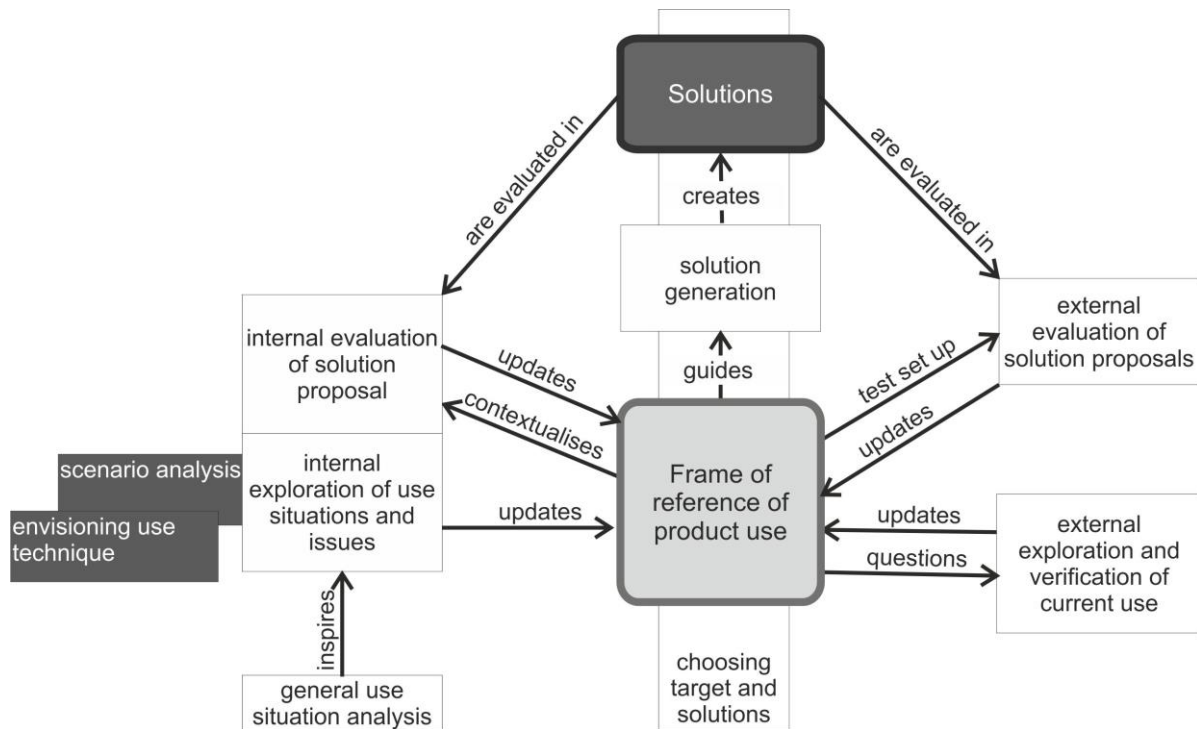 Solutions
are evaluated in
are evaluated in
creates
solution
generation
internal evaluation
of solution
proposal
external
evaluation of
solution proposals
updates
guides
test set up
contextualises
updates
scenario analysis
envisioning use
technique
internal
exploration of use
situations and
issues
updates
Frame of
reference of
product use
updates
questions
external
exploration and
verification of
current use
inspires
general use
situation analysis
choosing
target and
solutions